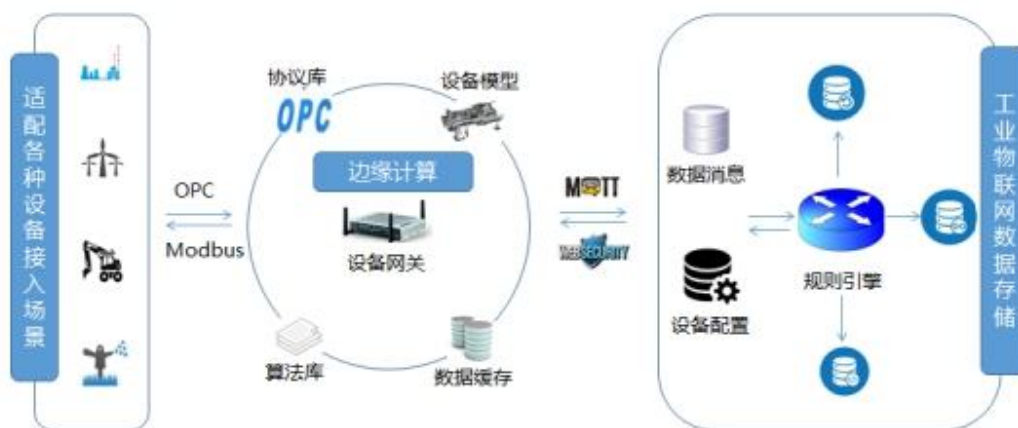 适配各种设备接入场景
OPC
Modbus
协议库
OPC
设备模型
边缘计算
设备网关
算法库
数据缓存
MQTT
WEBSECURITY
数据消息
设备配置
规则引擎
工业物联网数据存储